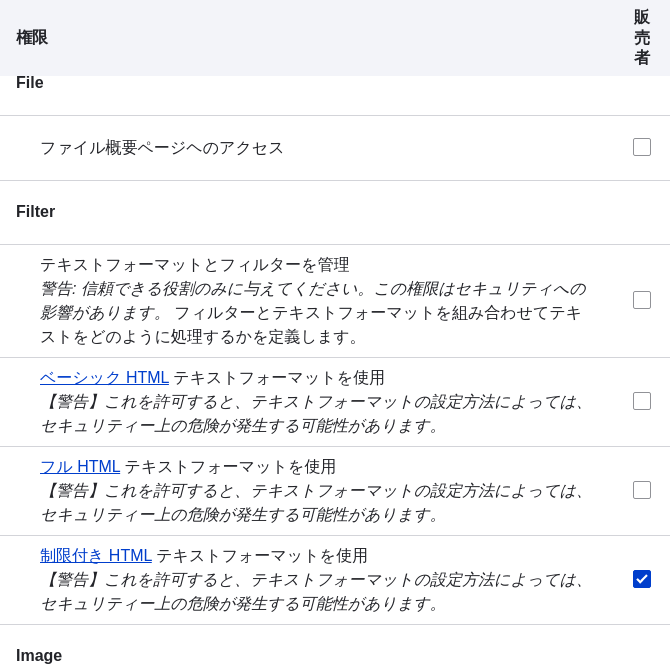 権限
販
売
者
File
ファイル概要ページへのアクセス
Filter
テキストフォーマットとフィルターを管理
警告: 信頼できる役割のみに与えてください。この権限はセキュリティへの
影響があります。 フィルターとテキストフォーマットを組み合わせてテキ
ストをどのように処理するかを定義します。
ベーシック HTML テキストフォーマットを使用
【警告】これを許可すると、テキストフォーマットの設定方法によっては、
セキュリティー上の危険が発生する可能性があります。
フル HTML テキストフォーマットを使用
【警告】これを許可すると、テキストフォーマットの設定方法によっては、
セキュリティー上の危険が発生する可能性があります。
制限付き HTML テキストフォーマットを使用
【警告】これを許可すると、テキストフォーマットの設定方法によっては、
セキュリティー上の危険が発生する可能性があります。
Image